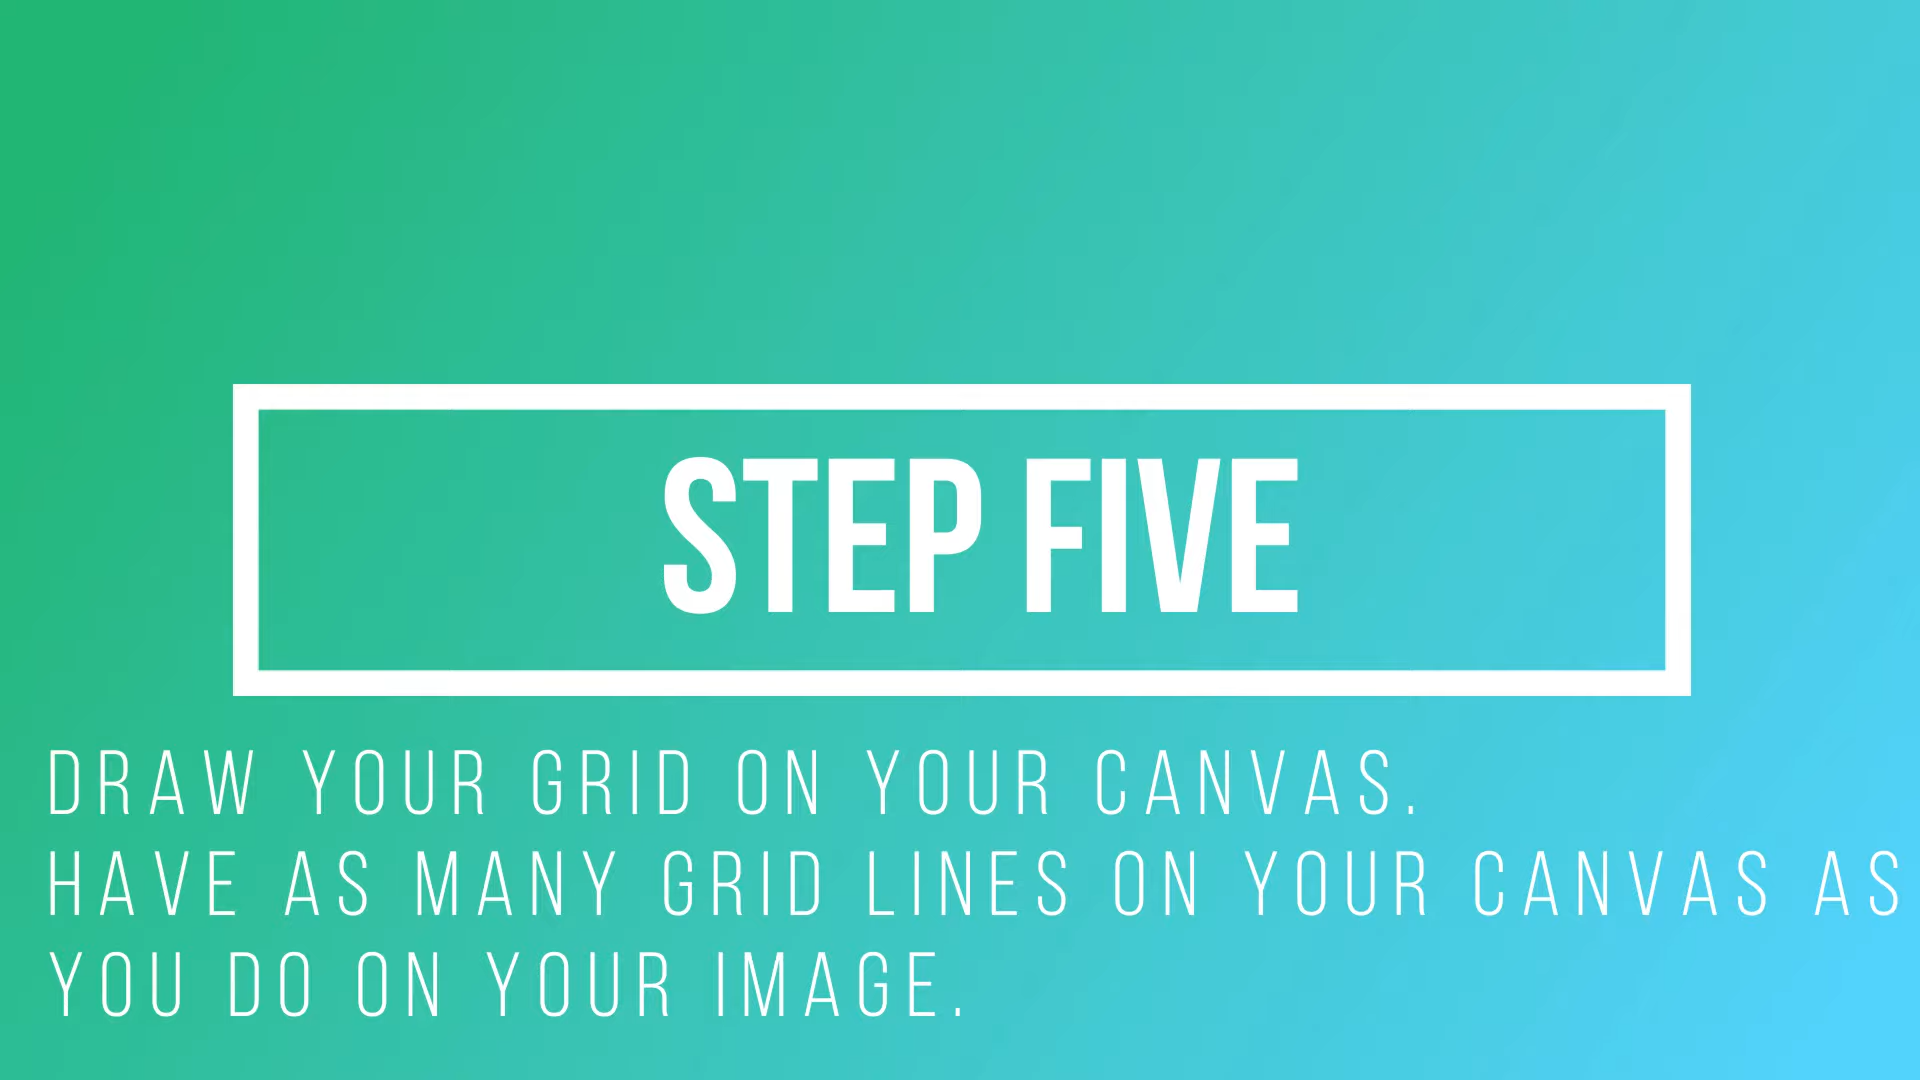 STEP FIVE
DRAW YOUR GRID ON YOUR CANVAS.
HAVE AS MANY GRID LINES ON YOUR CANVAS AS
YOU DO ON YOUR IMAGE.